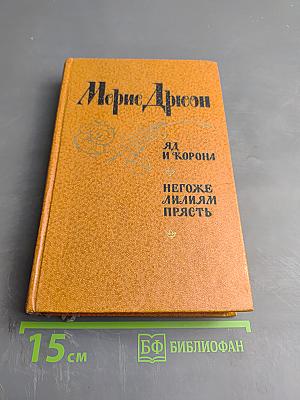 Морис Дрюон
ЯД
И КОРОНА
НЕГОЖЕ
ЛИЛИЯМ
ПРЯСТЬ
15 см
БФ БИБЛИОФАН